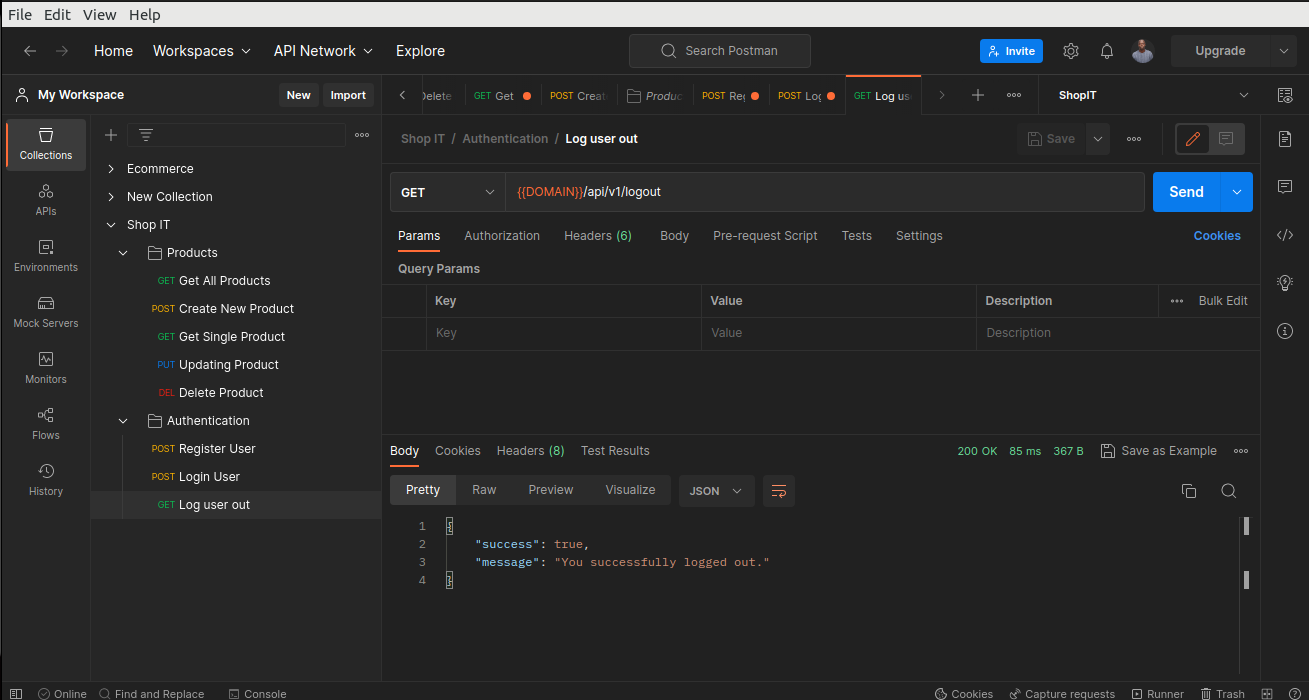 File Edit View Help
Home Workspaces API Network Explore Search Postman Invite Upgrade
My Workspace New Import Delete GET Get POST Creat Produc POST Reg POST Log GET Log us ShopIT
Collections
APIs
Environments
Mock Servers
Monitors
Flows
History
Ecommerce
New Collection
Shop IT
Products
GET Get All Products
POST Create New Product
GET Get Single Product
PUT Updating Product
DEL Delete Product
Authentication
POST Register User
POST Login User
GET Log user out
Shop IT / Authentication / Log user out Save
GET {{DOMAIN}}/api/v1/logout Send
Params Authorization Headers (6) Body Pre-request Script Tests Settings Cookies
Query Params
Key Value Description Bulk Edit
Key Value Description
Body Cookies Headers (8) Test Results 200 OK 85 ms 367 B Save as Example
Pretty Raw Preview Visualize JSON
1 {
2 "success": true,
3 "message": "You successfully logged out."
4 }
Online Find and Replace Console Cookies Capture requests Runner Trash